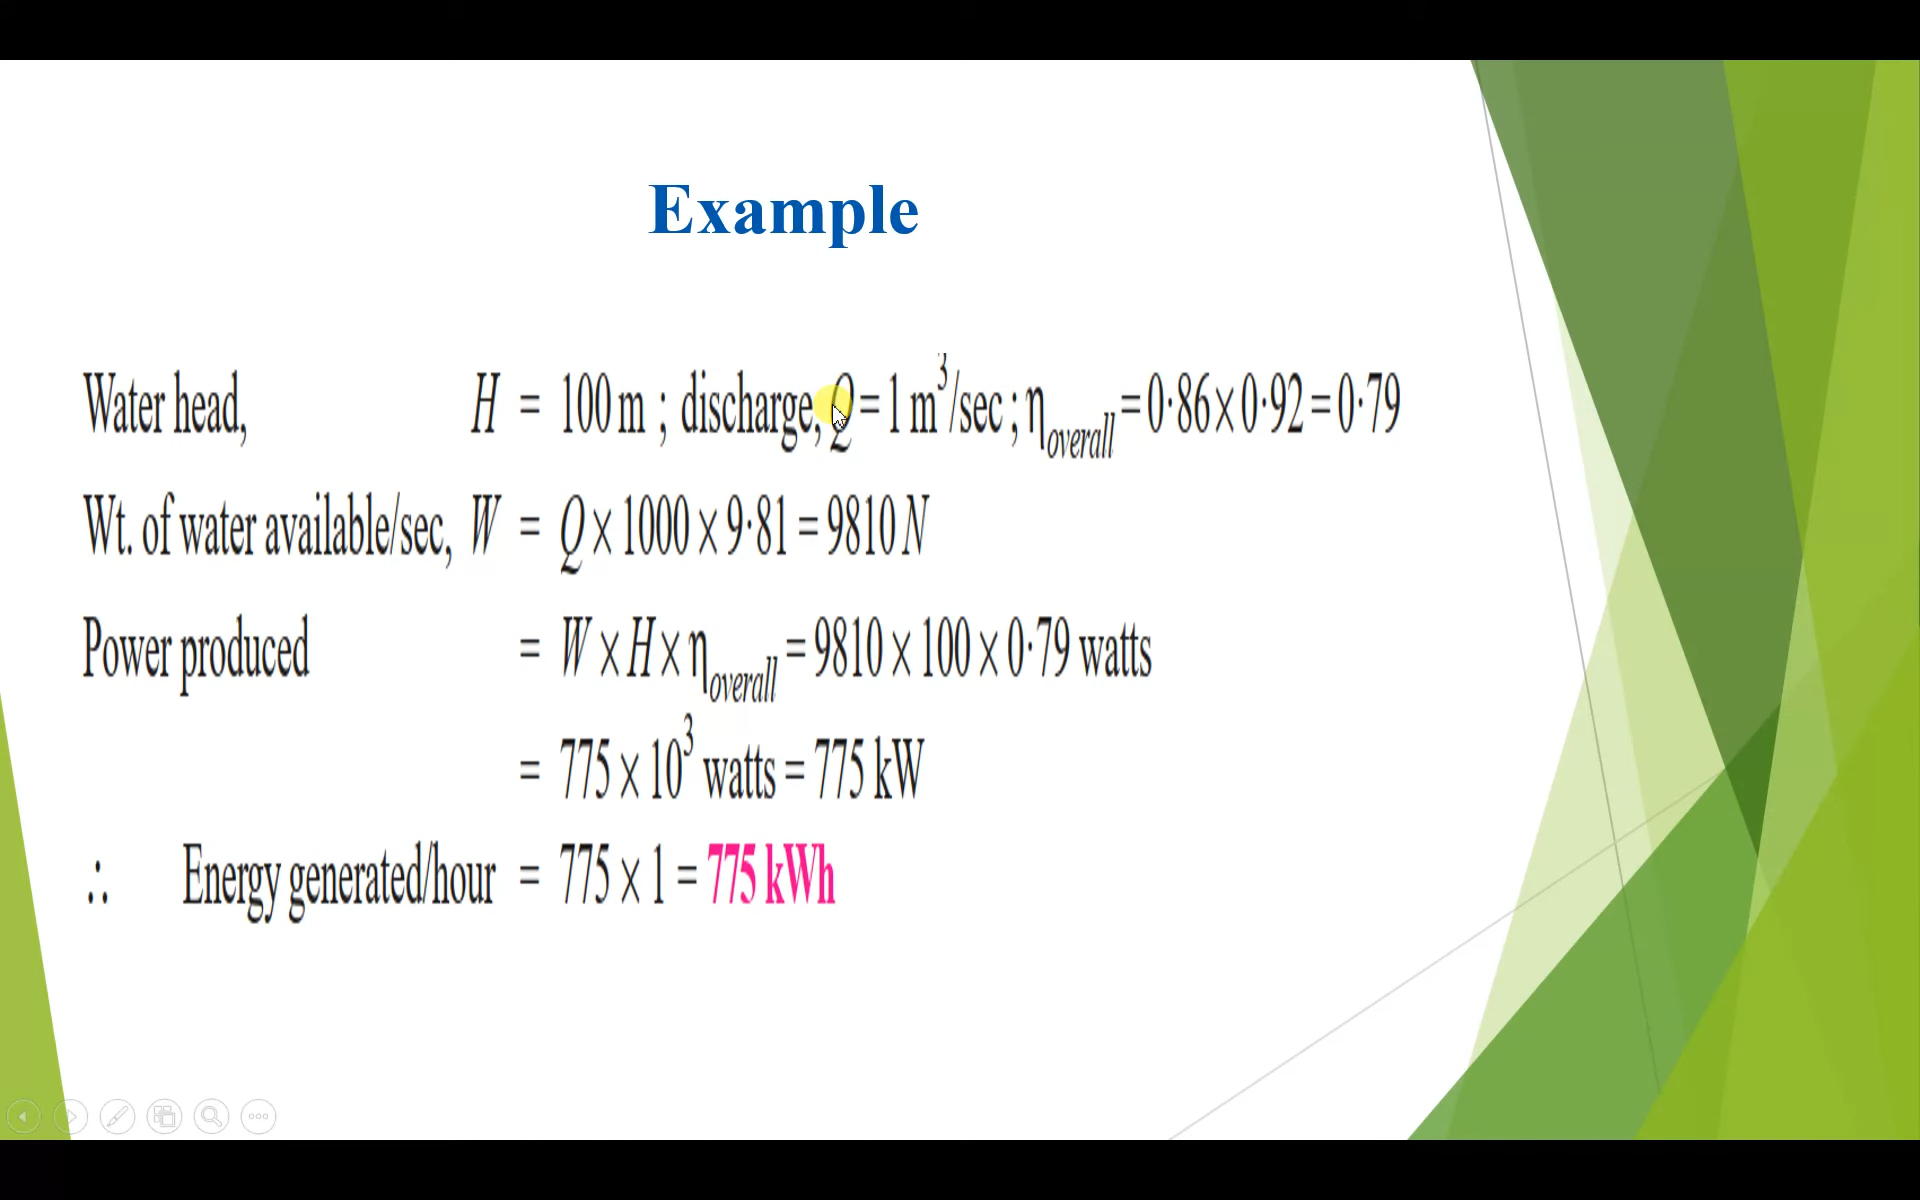 Example
Water head, H = 100 m ; discharge, Q = 1 m³/sec ; η overall = 0·86 × 0·92 = 0·79
Wt. of water available/sec, W = Q × 1000 × 9·81 = 9810 N
Power produced = W × H × η overall = 9810 × 100 × 0·79 watts
= 775 × 10³ watts = 775 kW
∴ Energy generated/hour = 775 × 1 = 775 kWh